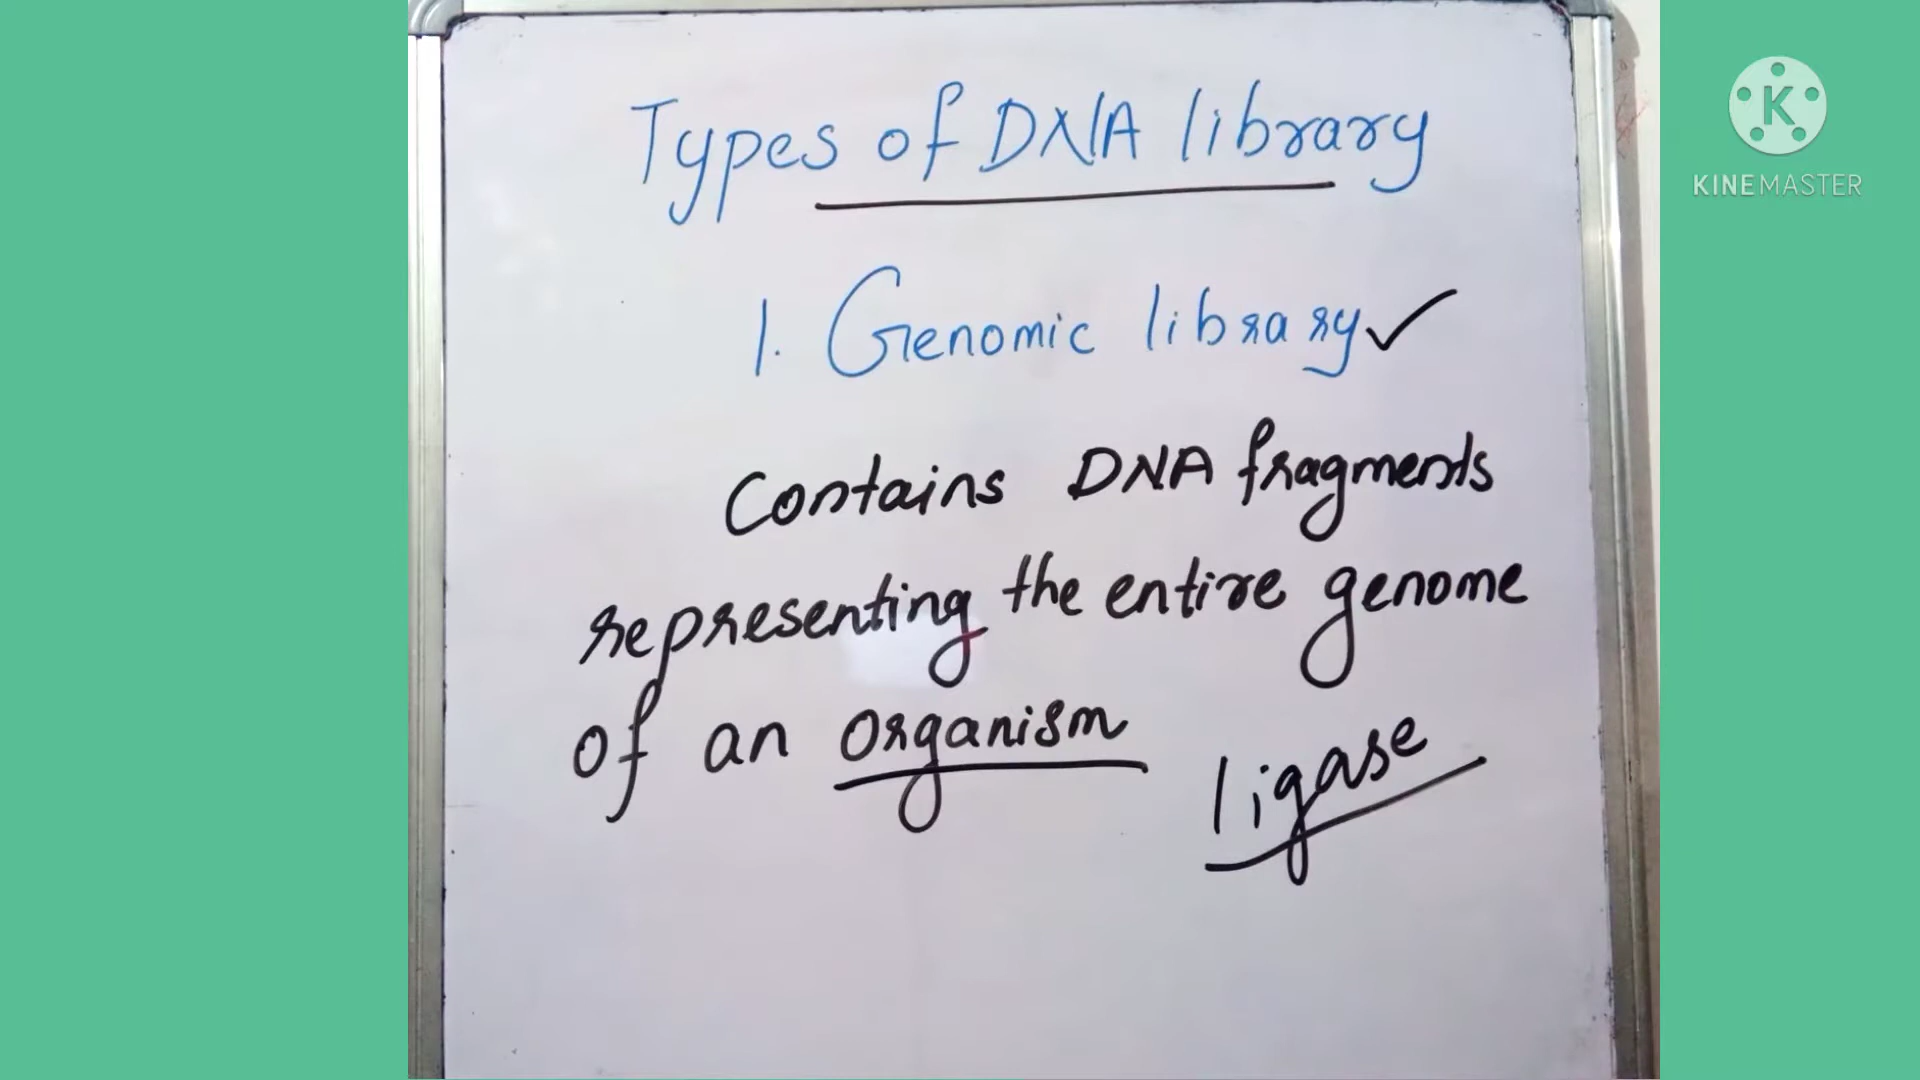 Types of DNA library
1. Genomic library
Contains DNA fragments
representing the entire genome
of an organism
ligase
K
KINEMASTER